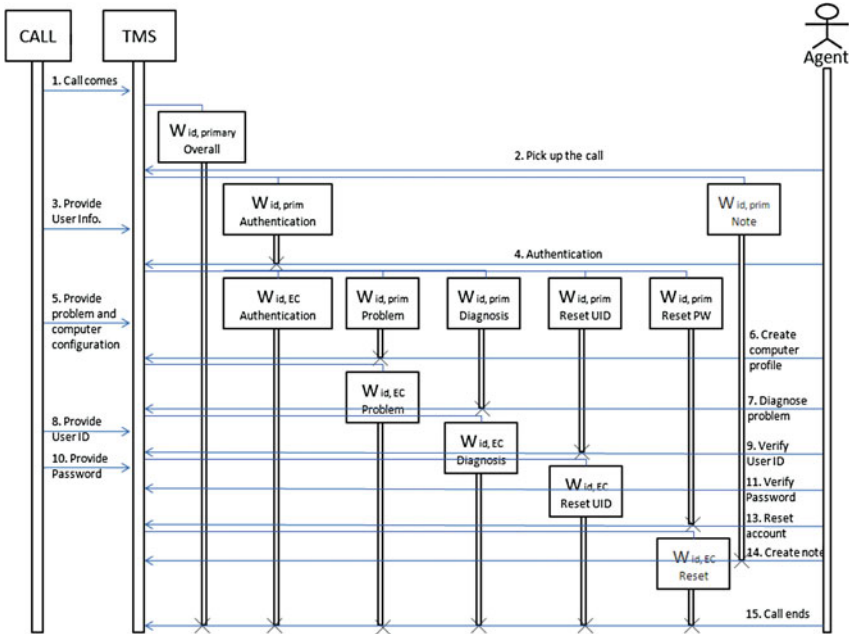 CALL
TMS
Agent
1. Call comes
W id, primary
Overall
2. Pick up the call
3. Provide
User Info.
W id, prim
Authentication
W id, prim
Note
4. Authentication
5. Provide
problem and
computer
configuration
W id, EC
Authentication
W id, prim
Problem
W id, prim
Diagnosis
W id, prim
Reset UID
W id, prim
Reset PW
6. Create
computer
profile
W id, EC
Problem
7. Diagnose
problem
8. Provide
User ID
W id, EC
Diagnosis
9. Verify
User ID
10. Provide
Password
W id, EC
Reset UID
11. Verify
Password
13. Reset
account
W id, EC
Reset
14. Create note
15. Call ends